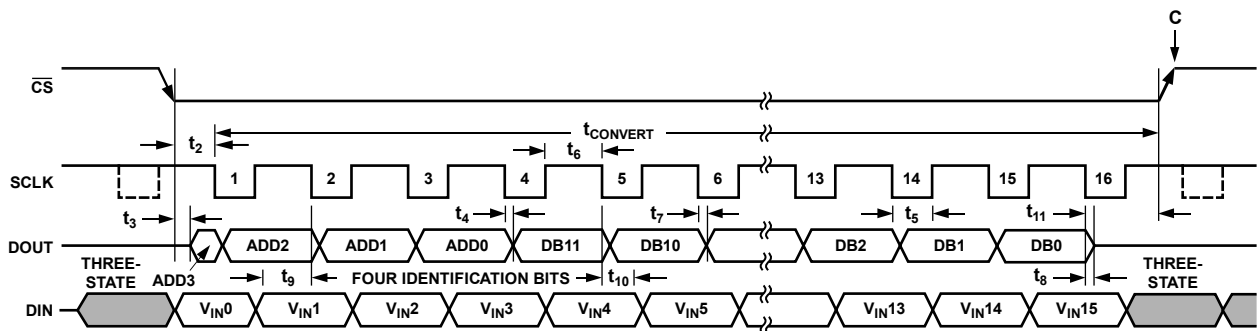 C
CS
tCONVERT
t2
t6
SCLK
1 2 3 4 5 6 13 14 15 16
t3 t4 t7 t5 t11
DOUT
ADD2 ADD1 ADD0 DB11 DB10 DB2 DB1 DB0
THREE-
STATE
ADD3
t9
FOUR IDENTIFICATION BITS
t10
t8
THREE-
STATE
DIN
VIN0 VIN1 VIN2 VIN3 VIN4 VIN5 VIN13 VIN14 VIN15